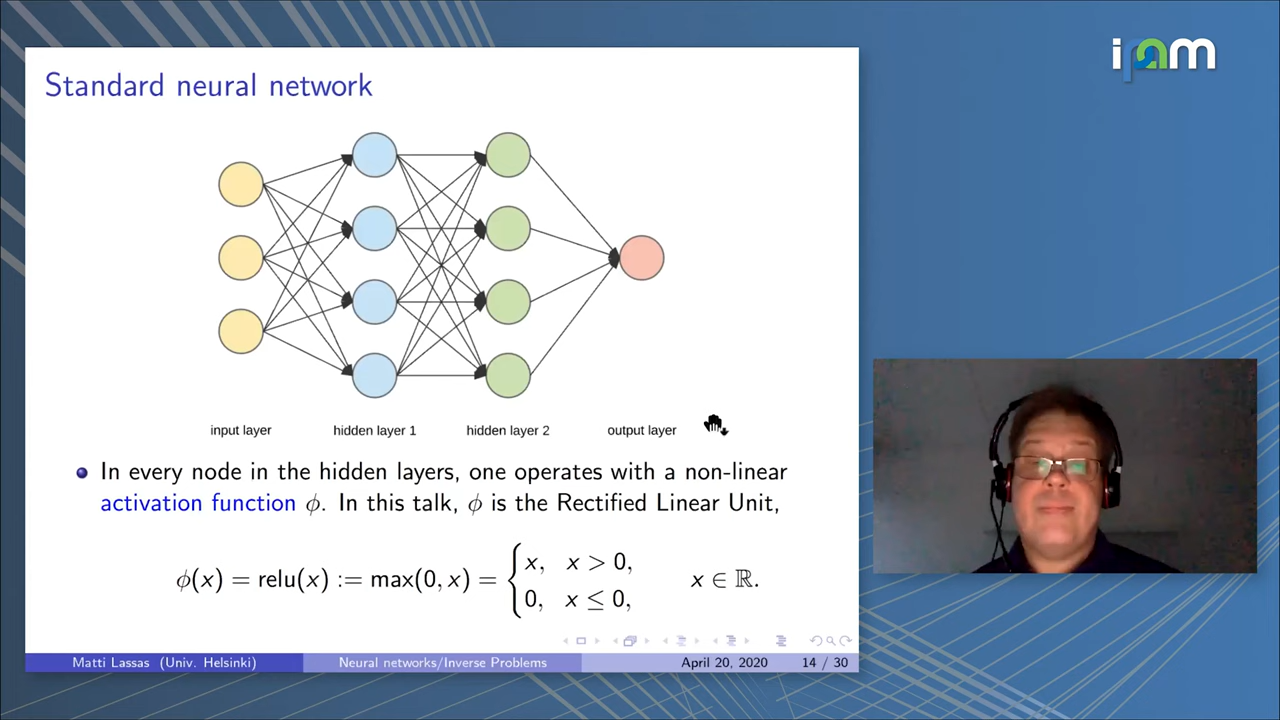 ipam
Standard neural network
input layer
hidden layer 1
hidden layer 2
output layer
In every node in the hidden layers, one operates with a non-linear
activation function ϕ. In this talk, ϕ is the Rectified Linear Unit,
ϕ(x) = relu(x) := max(0, x) = { x, x > 0,
0, x ≤ 0,
x ∈ ℝ.
Matti Lassas (Univ. Helsinki)
Neural networks/Inverse Problems
April 20, 2020
14 / 30